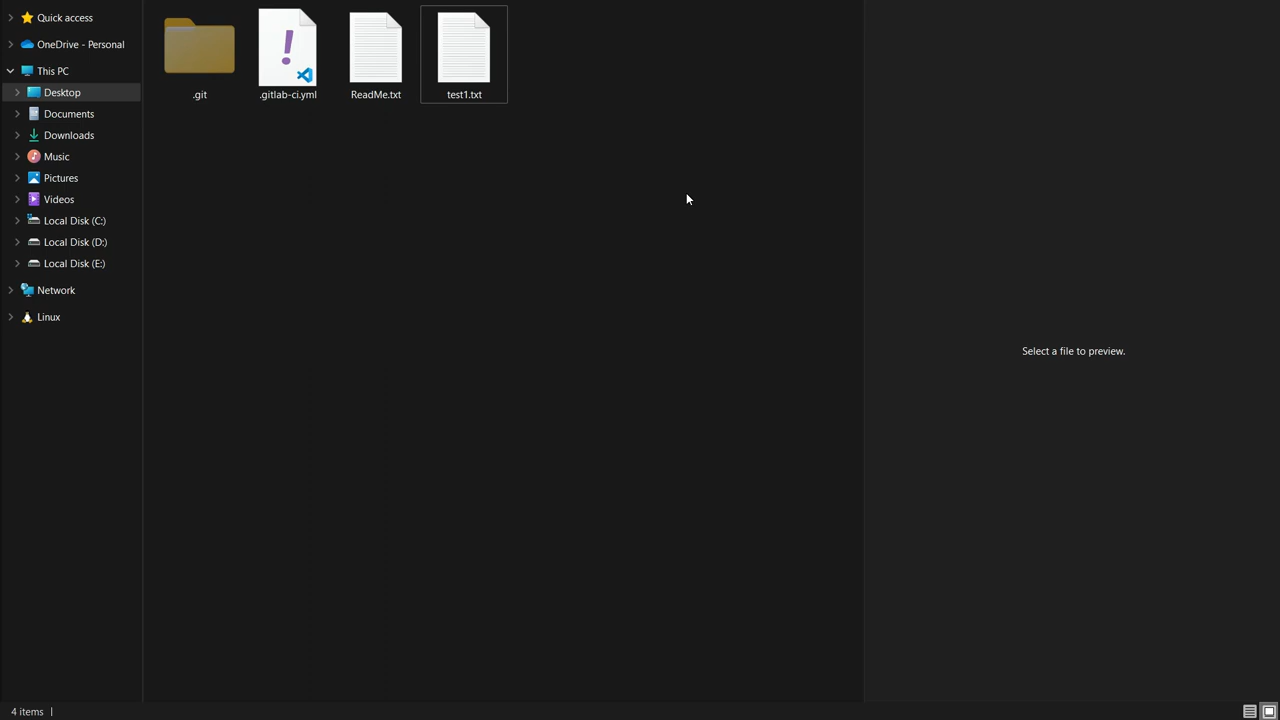 Quick access
OneDrive - Personal
This PC
Desktop
Documents
Downloads
Music
Pictures
Videos
Local Disk (C:)
Local Disk (D:)
Local Disk (E:)
Network
Linux
.git
.gitlab-ci.yml
ReadMe.txt
test1.txt
Select a file to preview.
4 items